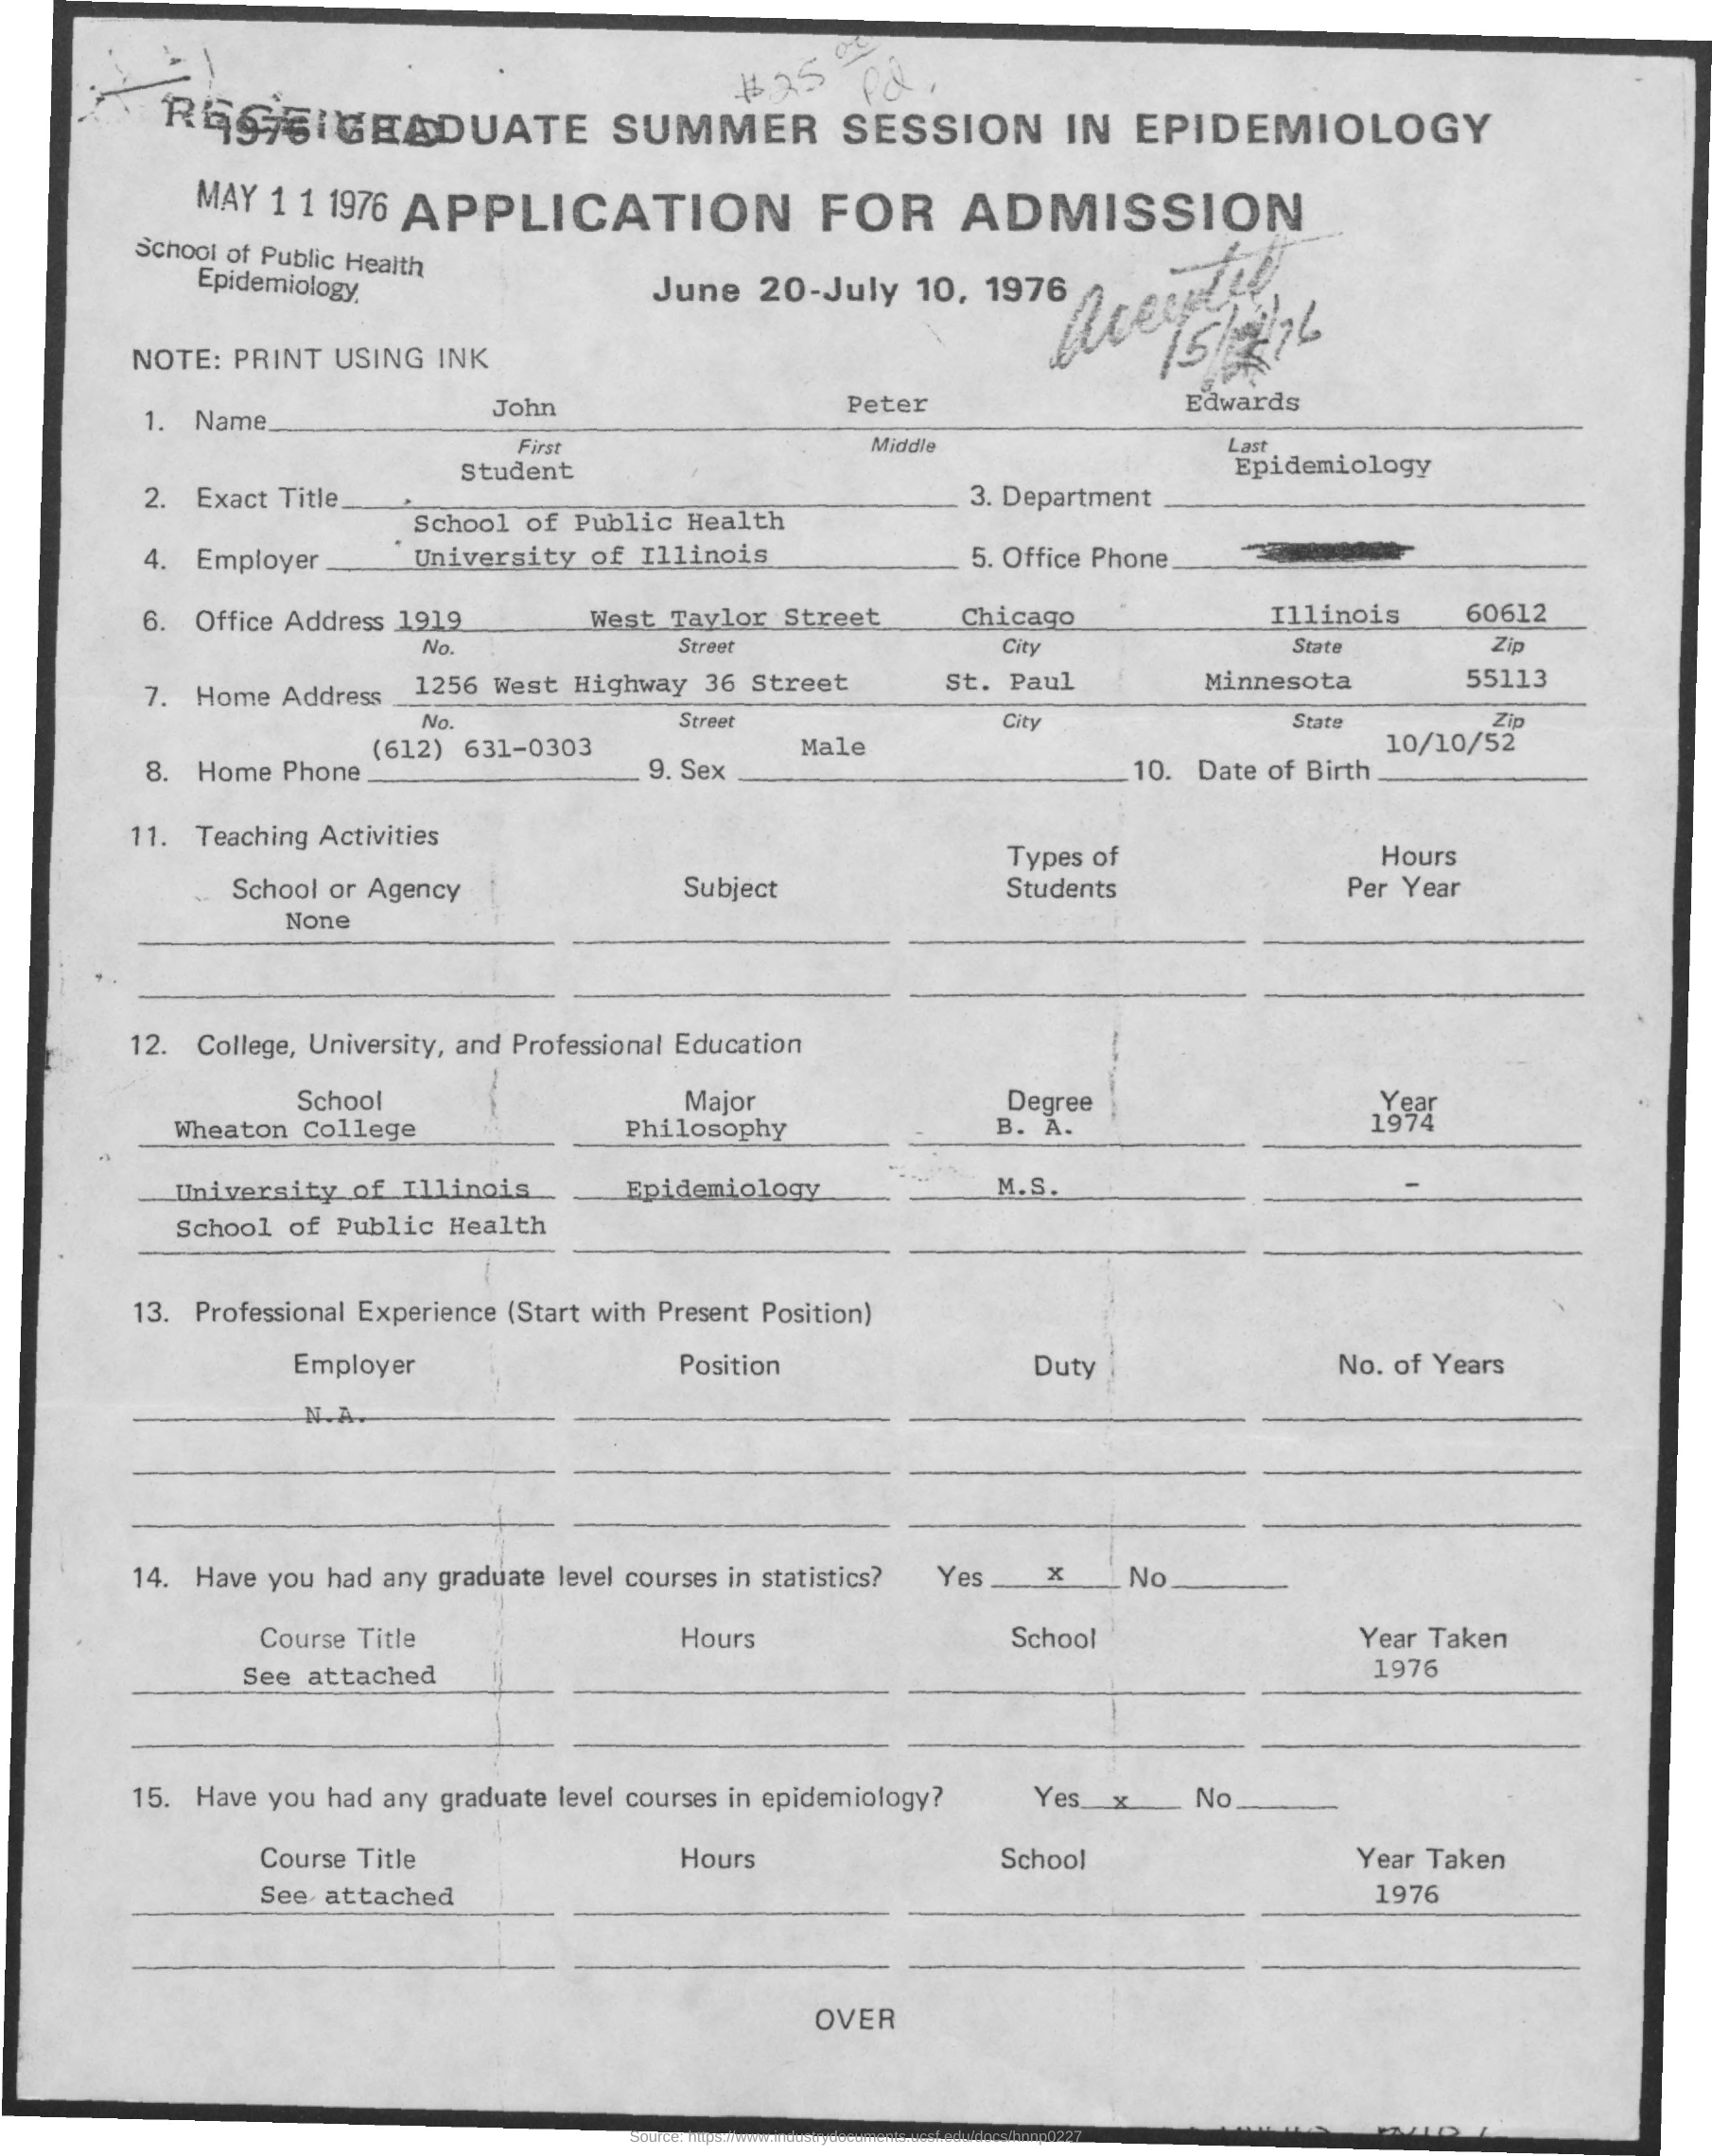 $25 00 Pd.
RECEIVED
1976 GRADUATE SUMMER SESSION IN EPIDEMIOLOGY
MAY 11 1976
APPLICATION FOR ADMISSION
School of Public Health
Epidemiology
June 20-July 10, 1976
NOTE: PRINT USING INK
1. Name John Peter Edwards
First Middle Last
Student Epidemiology
2. Exact Title 3. Department
School of Public Health
4. Employer University of Illinois 5. Office Phone
6. Office Address 1919 West Taylor Street Chicago Illinois 60612
No. Street City State Zip
7. Home Address 1256 West Highway 36 Street St. Paul Minnesota 55113
No. Street City State Zip
(612) 631-0303 Male 10/10/52
8. Home Phone 9. Sex 10. Date of Birth
11. Teaching Activities
School or Agency Subject Types of Students Hours Per Year
None
12. College, University, and Professional Education
School Major Degree Year
Wheaton College Philosophy B. A. 1974
University of Illinois Epidemiology M.S. -
School of Public Health
13. Professional Experience (Start with Present Position)
Employer Position Duty No. of Years
N.A.
14. Have you had any graduate level courses in statistics? Yes x No
Course Title Hours School Year Taken
See attached 1976
15. Have you had any graduate level courses in epidemiology? Yes x No
Course Title Hours School Year Taken
See attached 1976
OVER
Source: https://www.industrydocuments.ucsf.edu/docs/hnnp0227